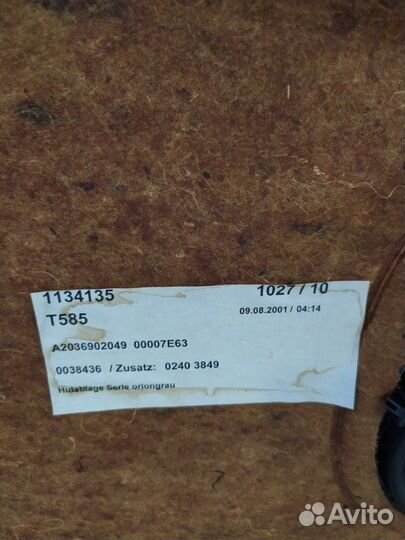 1134135 1027 / 10
T585 09.08.2001 / 04:14
A2036902049 00007E63
0038436 / Zusatz: 0240 3849
Hutablage Serie oriongrau
Avito